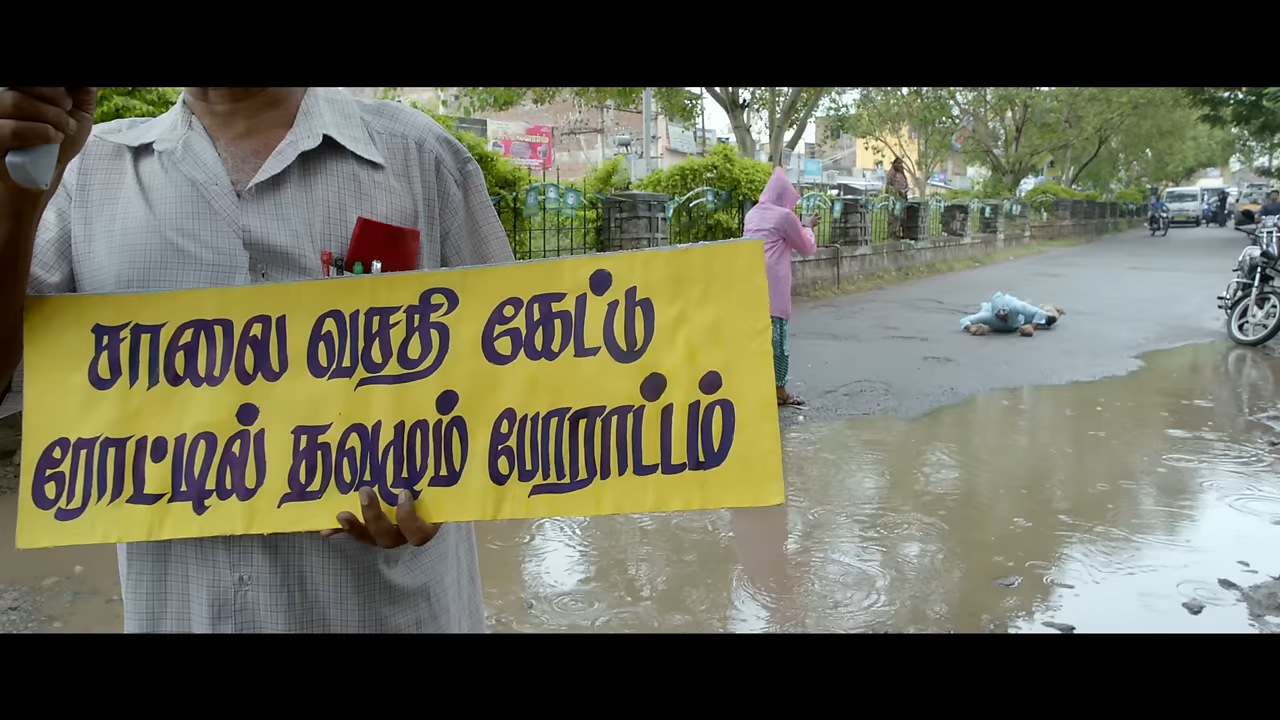 சாலை வசதி கேட்டு
ரோட்டில் தவழும் போராட்டம்